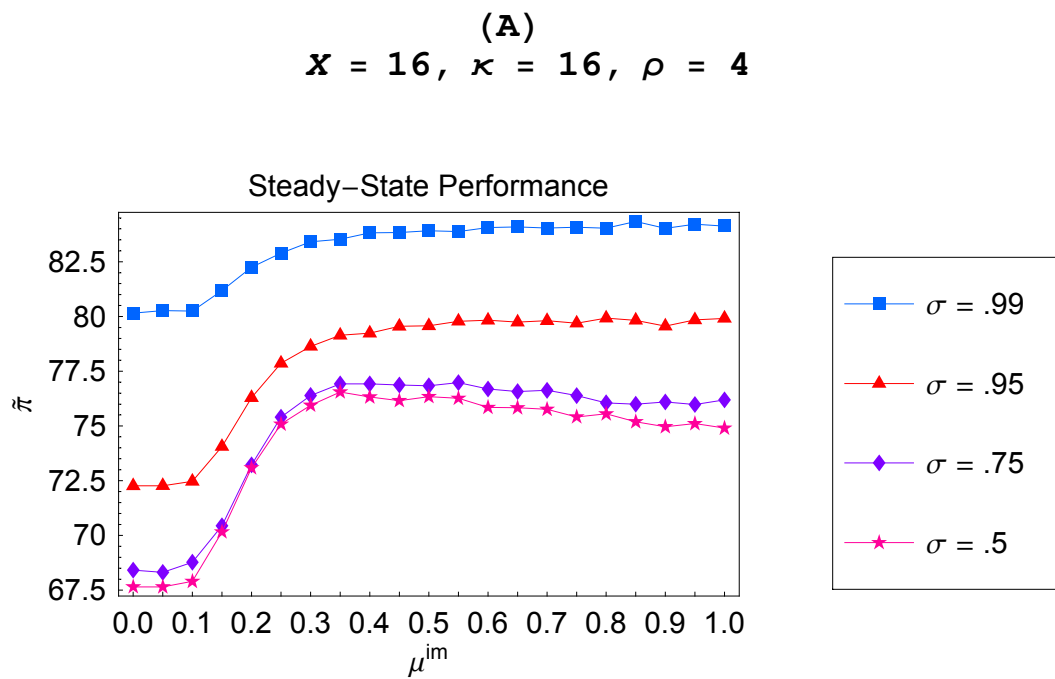 (A)
X = 16, κ = 16, ρ = 4
Steady−State Performance
82.5
80
77.5
75
72.5
70
67.5
π̃
0.0 0.1 0.2 0.3 0.4 0.5 0.6 0.7 0.8 0.9 1.0
μ^im
σ = .99
σ = .95
σ = .75
σ = .5